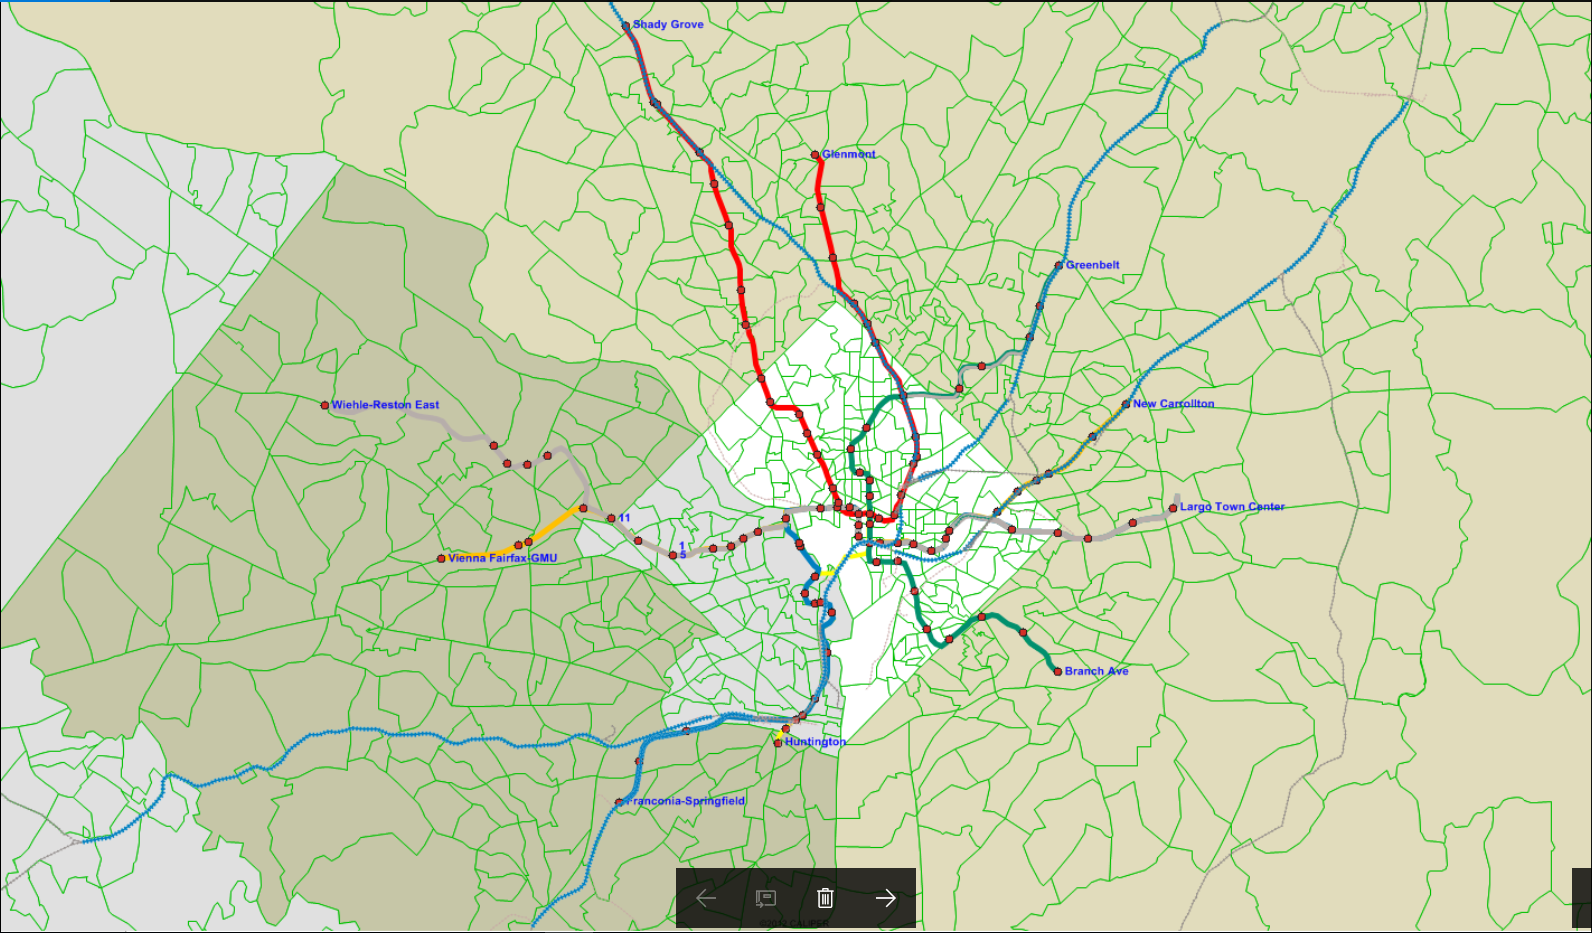 Shady Grove
Glenmont
Greenbelt
Wiehle-Reston East
New Carrollton
Largo Town Center
11
1
5
Vienna Fairfax-GMU
Branch Ave
Huntington
Franconia-Springfield
CALIPER